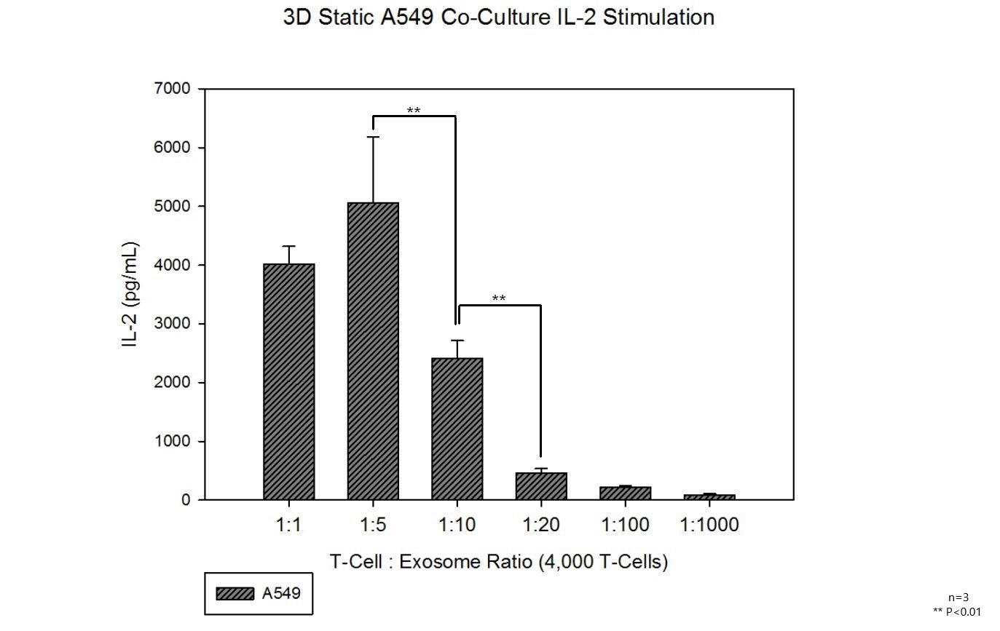 3D Static A549 Co-Culture IL-2 Stimulation
7000
6000
5000
4000
3000
2000
1000
0
IL-2 (pg/mL)
**
**
1:1 1:5 1:10 1:20 1:100 1:1000
T-Cell : Exosome Ratio (4,000 T-Cells)
A549
n=3
** P<0.01